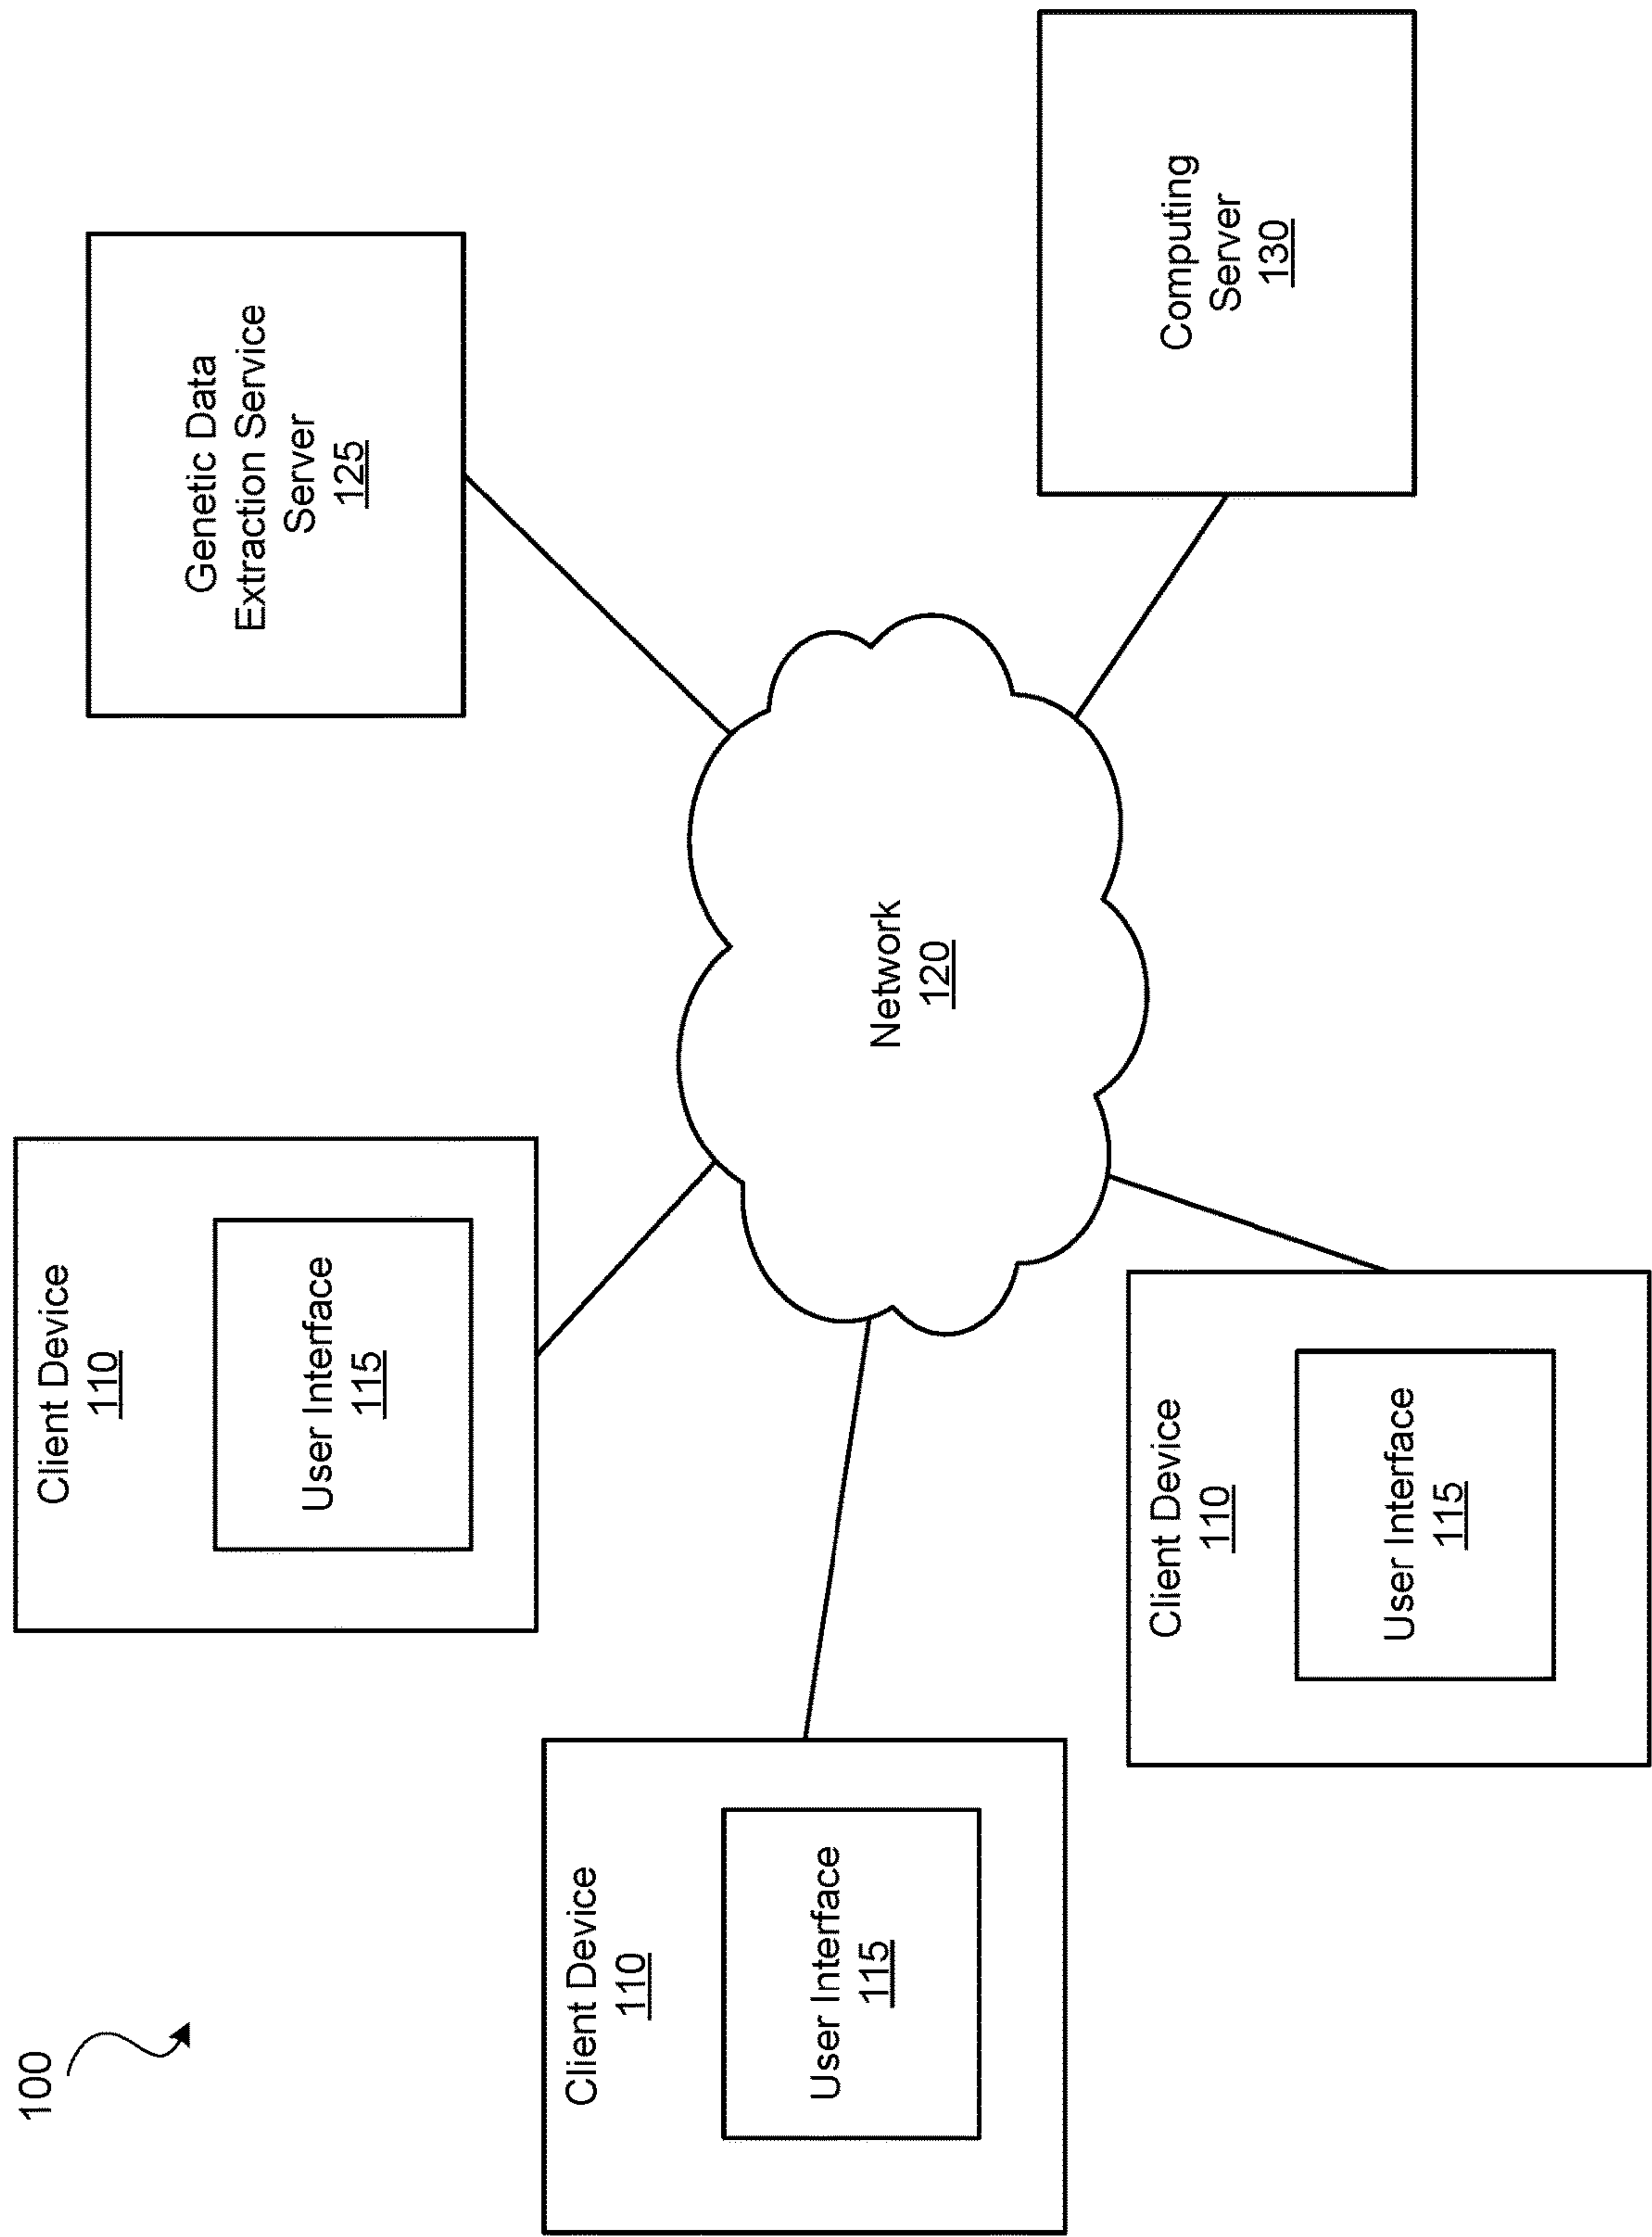 100
Client Device
110
User Interface
115
Client Device
110
User Interface
115
Client Device
110
User Interface
115
Network
120
Genetic Data
Extraction Service
Server
125
Computing
Server
130